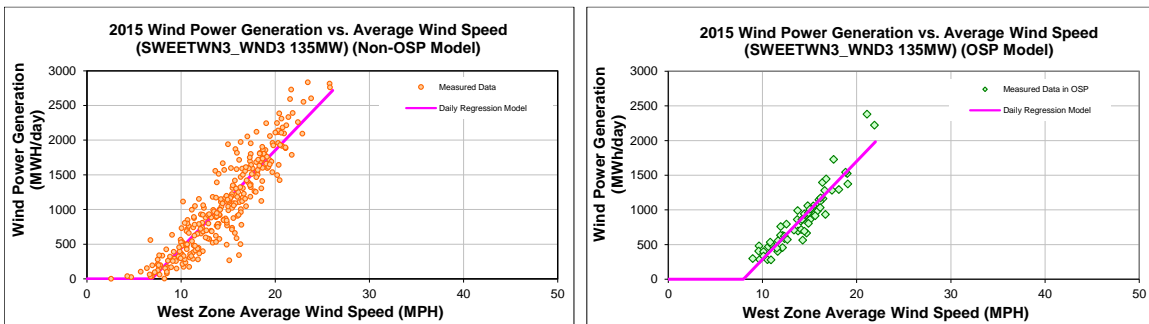 2015 Wind Power Generation vs. Average Wind Speed
(SWEETWN3_WND3 135MW) (Non-OSP Model)
Wind Power Generation
(MWH/day)
3000
2500
2000
1500
1000
500
0
Measured Data
Daily Regression Model
0
10
20
30
40
50
West Zone Average Wind Speed (MPH)
2015 Wind Power Generation vs. Average Wind Speed
(SWEETWN3_WND3 135MW) (OSP Model)
Wind Power Generation
(MWh/day)
3000
2500
2000
1500
1000
500
0
Measured Data in OSP
Daily Regression Model
0
10
20
30
40
50
West Zone Average Wind Speed (MPH)